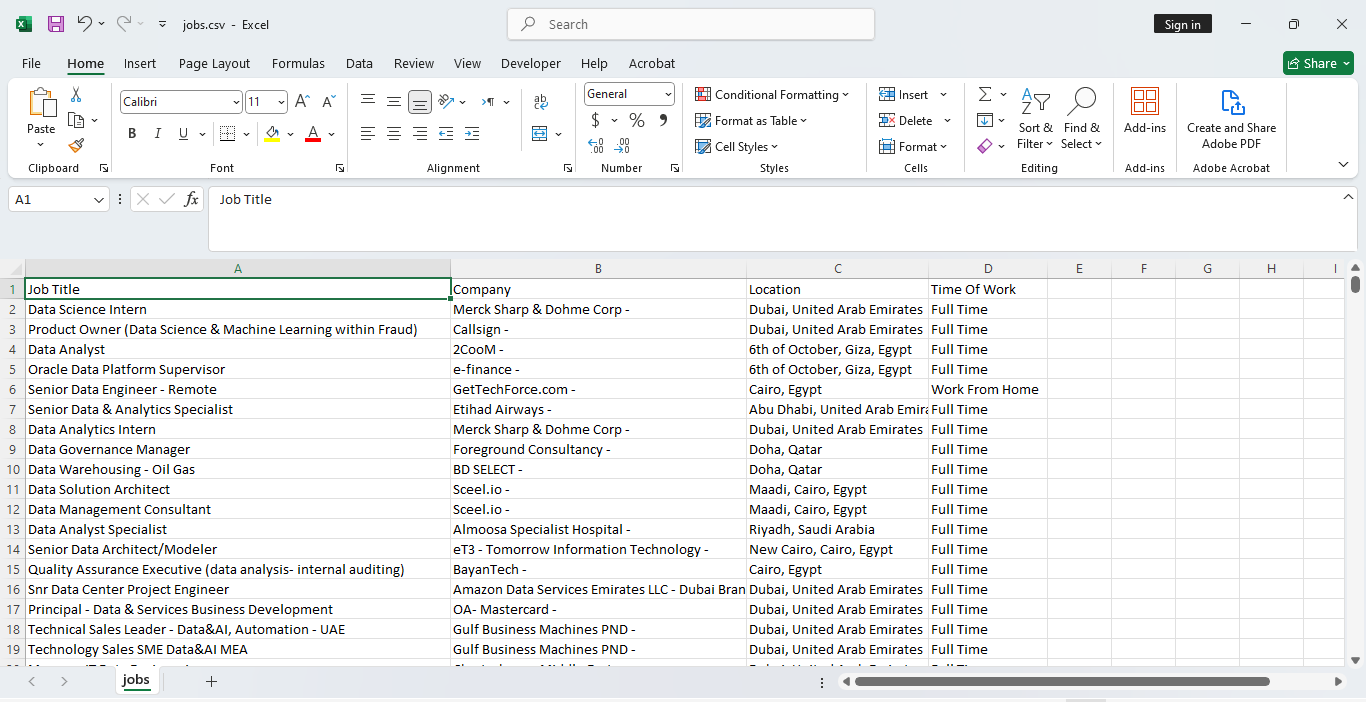 jobs.csv - Excel
Search
Sign in
File Home Insert Page Layout Formulas Data Review View Developer Help Acrobat
Share
Paste
Clipboard
Calibri 11
B I U A
Font
ab
Alignment
General
$ % ,
Number
Conditional Formatting
Format as Table
Cell Styles
Styles
Insert
Delete
Format
Cells
Sort & Filter
Find & Select
Editing
Add-ins
Add-ins
Create and Share Adobe PDF
Adobe Acrobat
A1 fx Job Title
A B C D E F G H I
1 Job Title Company Location Time Of Work
2 Data Science Intern Merck Sharp & Dohme Corp - Dubai, United Arab Emirates Full Time
3 Product Owner (Data Science & Machine Learning within Fraud) Callsign - Dubai, United Arab Emirates Full Time
4 Data Analyst 2CooM - 6th of October, Giza, Egypt Full Time
5 Oracle Data Platform Supervisor e-finance - 6th of October, Giza, Egypt Full Time
6 Senior Data Engineer - Remote GetTechForce.com - Cairo, Egypt Work From Home
7 Senior Data & Analytics Specialist Etihad Airways - Abu Dhabi, United Arab Emira Full Time
8 Data Analytics Intern Merck Sharp & Dohme Corp - Dubai, United Arab Emirates Full Time
9 Data Governance Manager Foreground Consultancy - Doha, Qatar Full Time
10 Data Warehousing - Oil Gas BD SELECT - Doha, Qatar Full Time
11 Data Solution Architect Sceel.io - Maadi, Cairo, Egypt Full Time
12 Data Management Consultant Sceel.io - Maadi, Cairo, Egypt Full Time
13 Data Analyst Specialist Almoosa Specialist Hospital - Riyadh, Saudi Arabia Full Time
14 Senior Data Architect/Modeler eT3 - Tomorrow Information Technology - New Cairo, Cairo, Egypt Full Time
15 Quality Assurance Executive (data analysis- internal auditing) BayanTech - Cairo, Egypt Full Time
16 Snr Data Center Project Engineer Amazon Data Services Emirates LLC - Dubai Bran Dubai, United Arab Emirates Full Time
17 Principal - Data & Services Business Development OA- Mastercard - Dubai, United Arab Emirates Full Time
18 Technical Sales Leader - Data&AI, Automation - UAE Gulf Business Machines PND - Dubai, United Arab Emirates Full Time
19 Technology Sales SME Data&AI MEA Gulf Business Machines PND - Dubai, United Arab Emirates Full Time
jobs